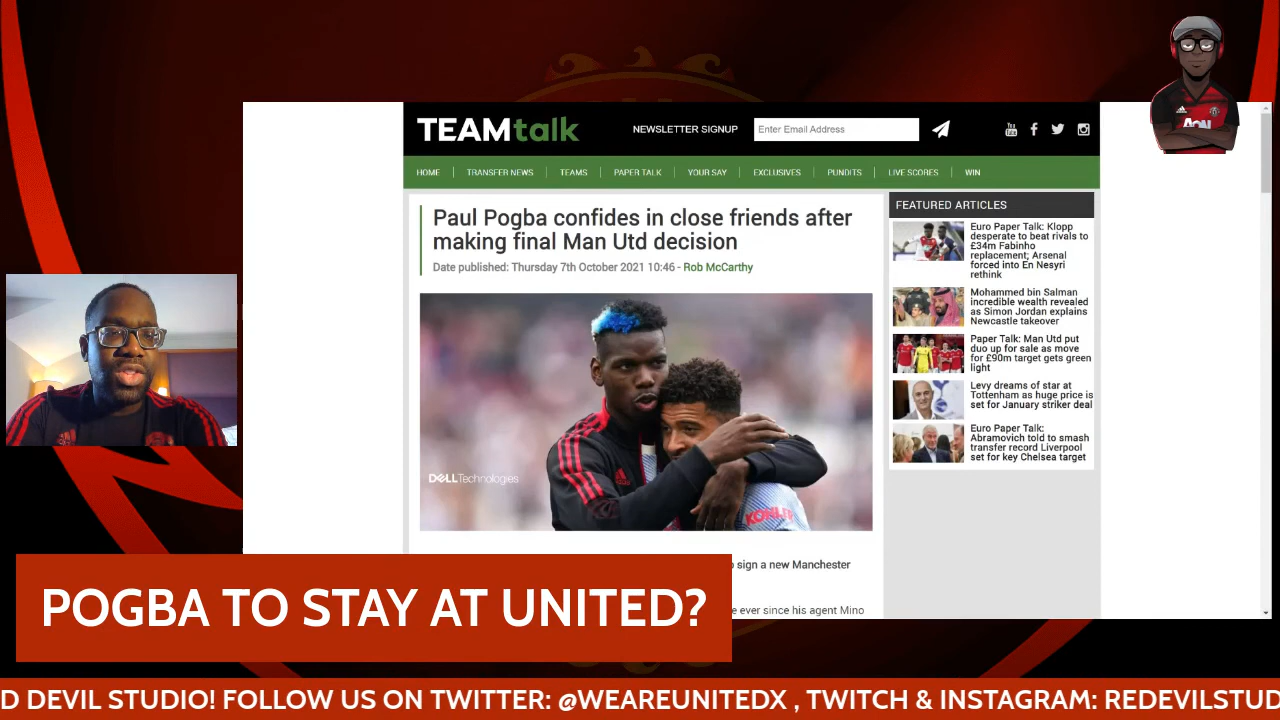 TEAMtalk
NEWSLETTER SIGNUP
Enter Email Address
You
HOME
TRANSFER NEWS
TEAMS
PAPER TALK
YOUR SAY
EXCLUSIVES
PUNDITS
LIVE SCORES
WIN
Paul Pogba confides in close friends after
making final Man Utd decision
Date published: Thursday 7th October 2021 10:46 - Rob McCarthy
DELLTechnologies
KOHLER
AON
FEATURED ARTICLES
Euro Paper Talk: Klopp
desperate to beat rivals to
£34m Fabinho
replacement; Arsenal
forced into En Nesyri
rethink
Mohammed bin Salman
incredible wealth revealed
as Simon Jordan explains
Newcastle takeover
Paper Talk: Man Utd put
duo up for sale as move
for £90m target gets green
light
Levy dreams of star at
Tottenham as huge price is
set for January striker deal
Euro Paper Talk:
Abramovich told to smash
transfer record Liverpool
set for key Chelsea target
sign a new Manchester
e ever since his agent Mino
POGBA TO STAY AT UNITED?
D DEVIL STUDIO! FOLLOW US ON TWITTER: @WEAREUNITEDX , TWITCH & INSTAGRAM: REDEVILSTUD